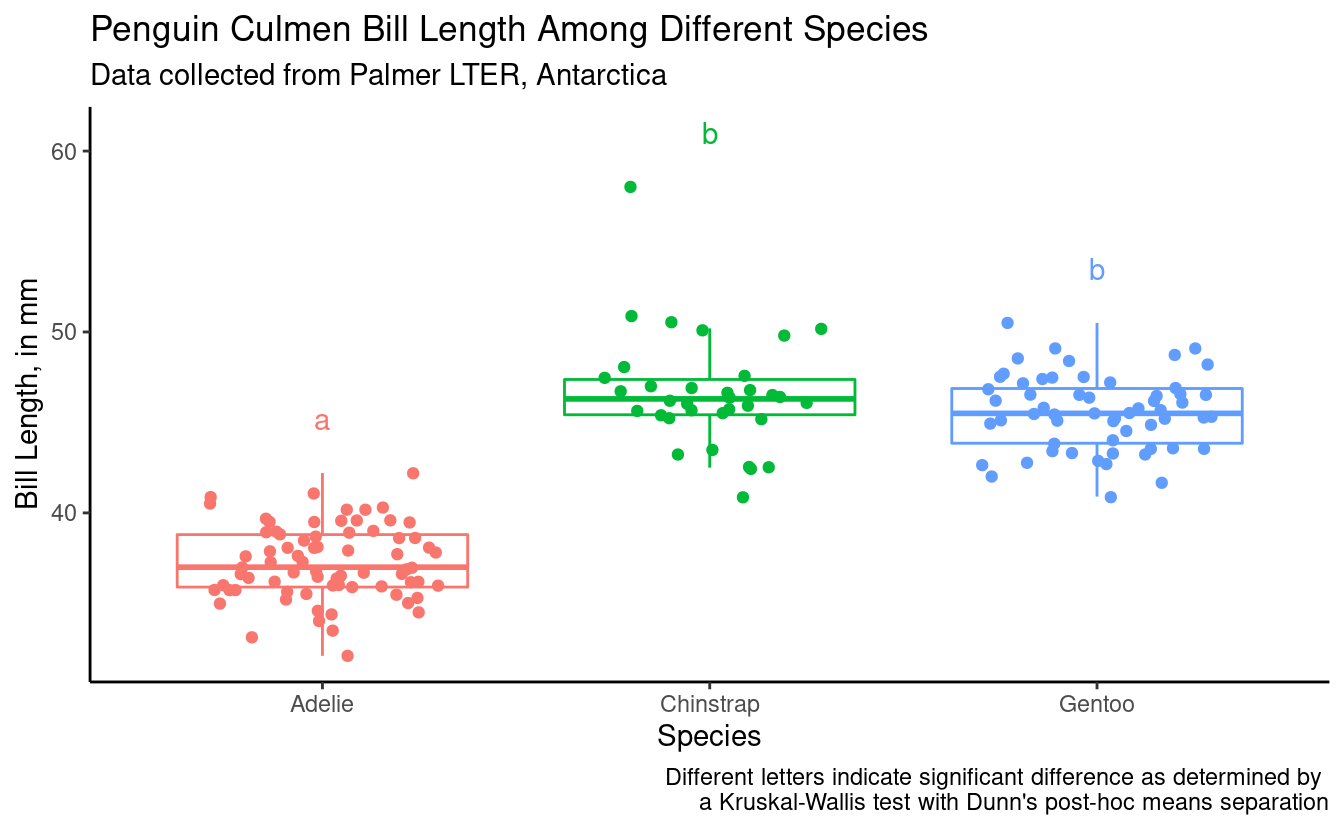 Penguin Culmen Bill Length Among Different Species
Data collected from Palmer LTER, Antarctica
Bill Length, in mm
60
50
40
a
b
b
Adelie
Chinstrap
Gentoo
Species
Different letters indicate significant difference as determined by
a Kruskal-Wallis test with Dunn's post-hoc means separation